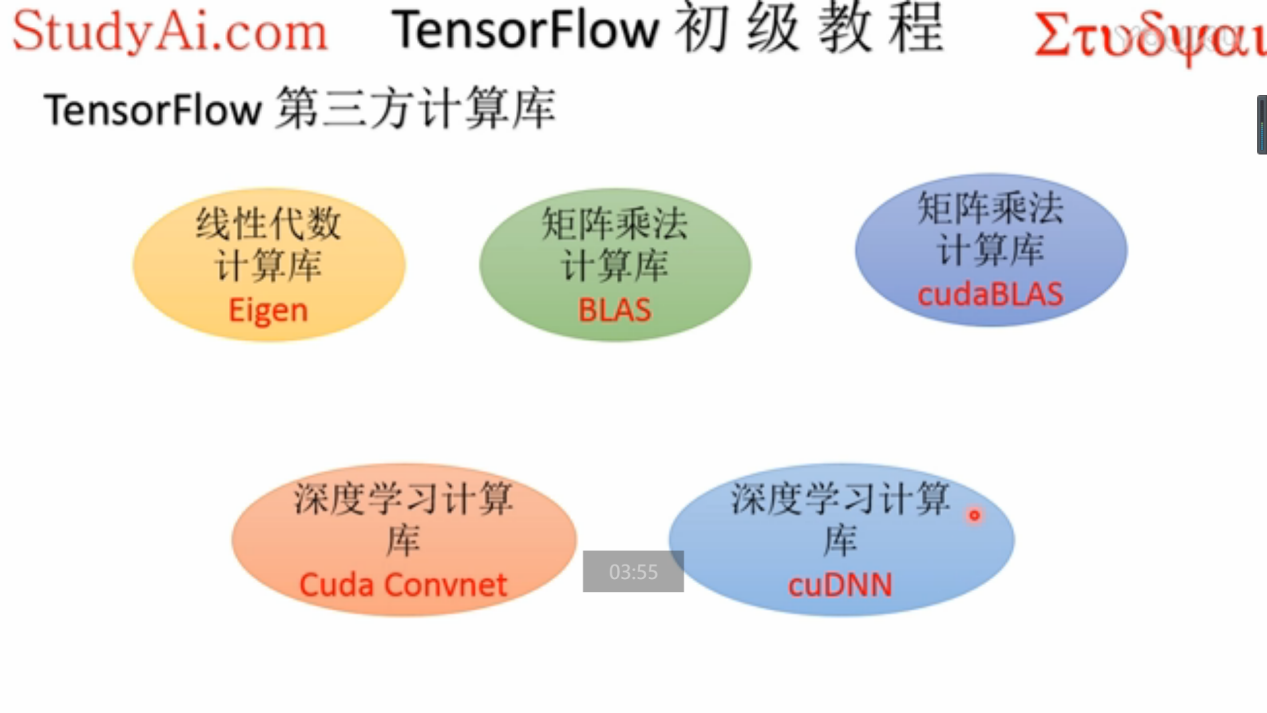 StudyAi.com
TensorFlow 初 级 教 程
Στυδψαι
TensorFlow 第三方计算库
线性代数
计算库
Eigen
矩阵乘法
计算库
BLAS
矩阵乘法
计算库
cudaBLAS
深度学习计算
库
Cuda Convnet
03:55
深度学习计算
库
cuDNN